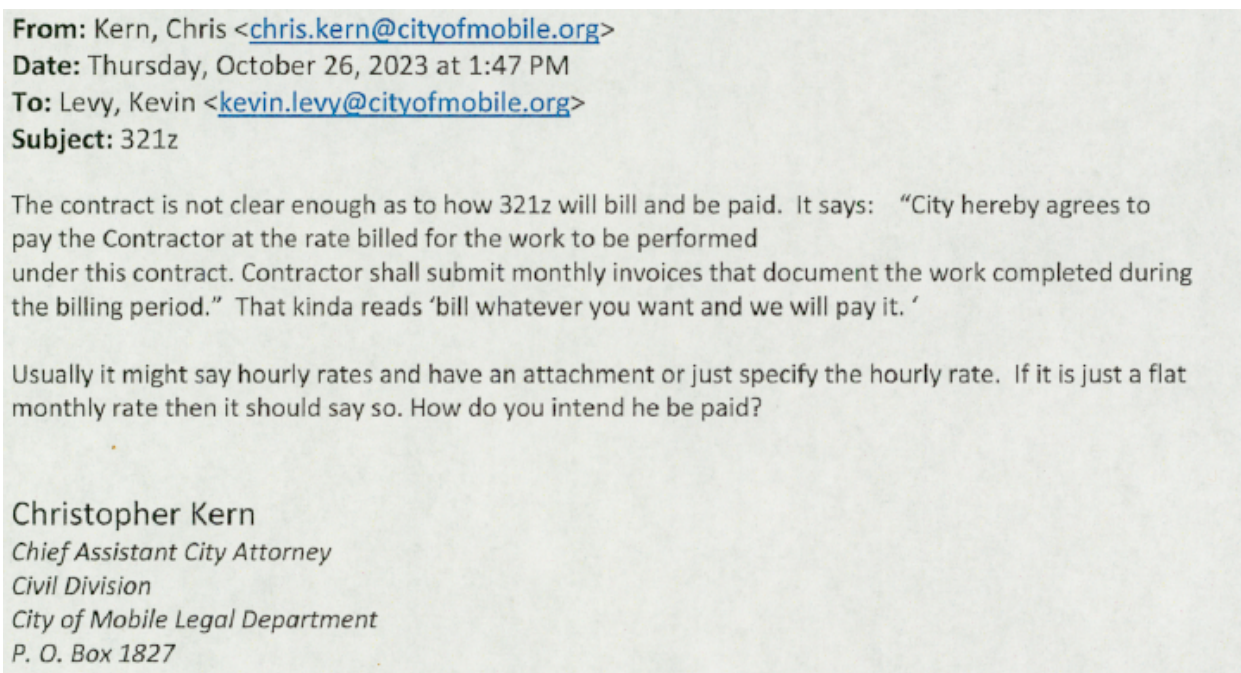 From: Kern, Chris <chris.kern@cityofmobile.org>
Date: Thursday, October 26, 2023 at 1:47 PM
To: Levy, Kevin <kevin.levy@cityofmobile.org>
Subject: 321z
The contract is not clear enough as to how 321z will bill and be paid.  It says:   “City hereby agrees to
pay the Contractor at the rate billed for the work to be performed
under this contract. Contractor shall submit monthly invoices that document the work completed during
the billing period.”  That kinda reads ‘bill whatever you want and we will pay it. ‘
Usually it might say hourly rates and have an attachment or just specify the hourly rate.  If it is just a flat
monthly rate then it should say so. How do you intend he be paid?
Christopher Kern
Chief Assistant City Attorney
Civil Division
City of Mobile Legal Department
P. O. Box 1827